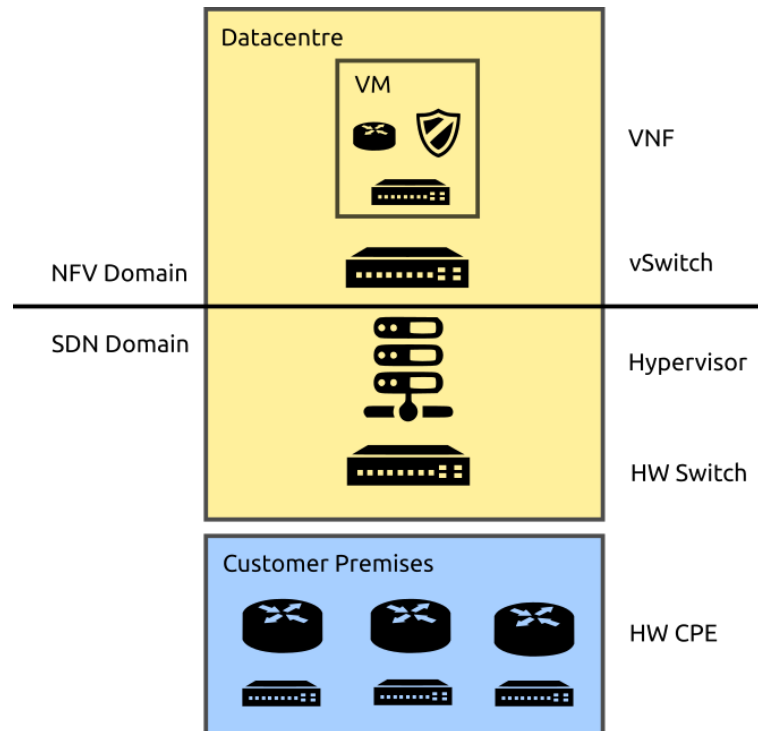 Datacentre
VM
VNF
NFV Domain
vSwitch
SDN Domain
Hypervisor
HW Switch
Customer Premises
HW CPE